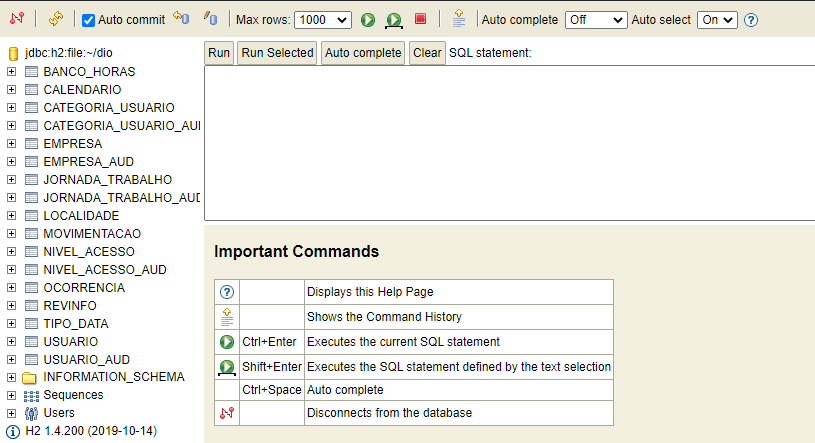 Auto commit Max rows: 1000 Auto complete Off Auto select On
jdbc:h2:file:~/dio
BANCO_HORAS
CALENDARIO
CATEGORIA_USUARIO
CATEGORIA_USUARIO_AU
EMPRESA
EMPRESA_AUD
JORNADA_TRABALHO
JORNADA_TRABALHO_AUD
LOCALIDADE
MOVIMENTACAO
NIVEL_ACESSO
NIVEL_ACESSO_AUD
OCORRENCIA
REVINFO
TIPO_DATA
USUARIO
USUARIO_AUD
INFORMATION_SCHEMA
Sequences
Users
H2 1.4.200 (2019-10-14)
Run Run Selected Auto complete Clear SQL statement:
Important Commands
Displays this Help Page
Shows the Command History
Ctrl+Enter Executes the current SQL statement
Shift+Enter Executes the SQL statement defined by the text selection
Ctrl+Space Auto complete
Disconnects from the database